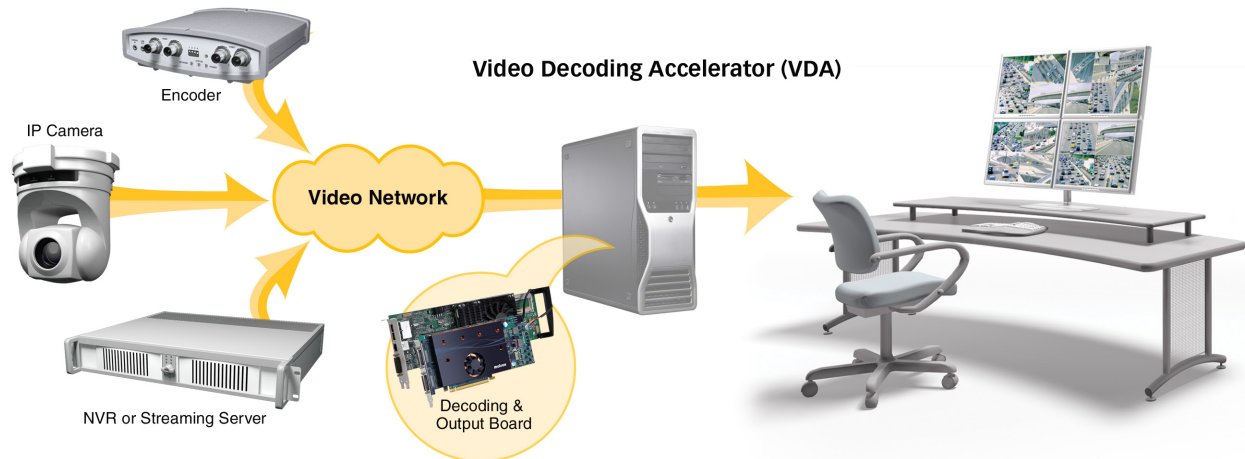 Encoder
Video Decoding Accelerator (VDA)
IP Camera
Video Network
Decoding &
Output Board
NVR or Streaming Server